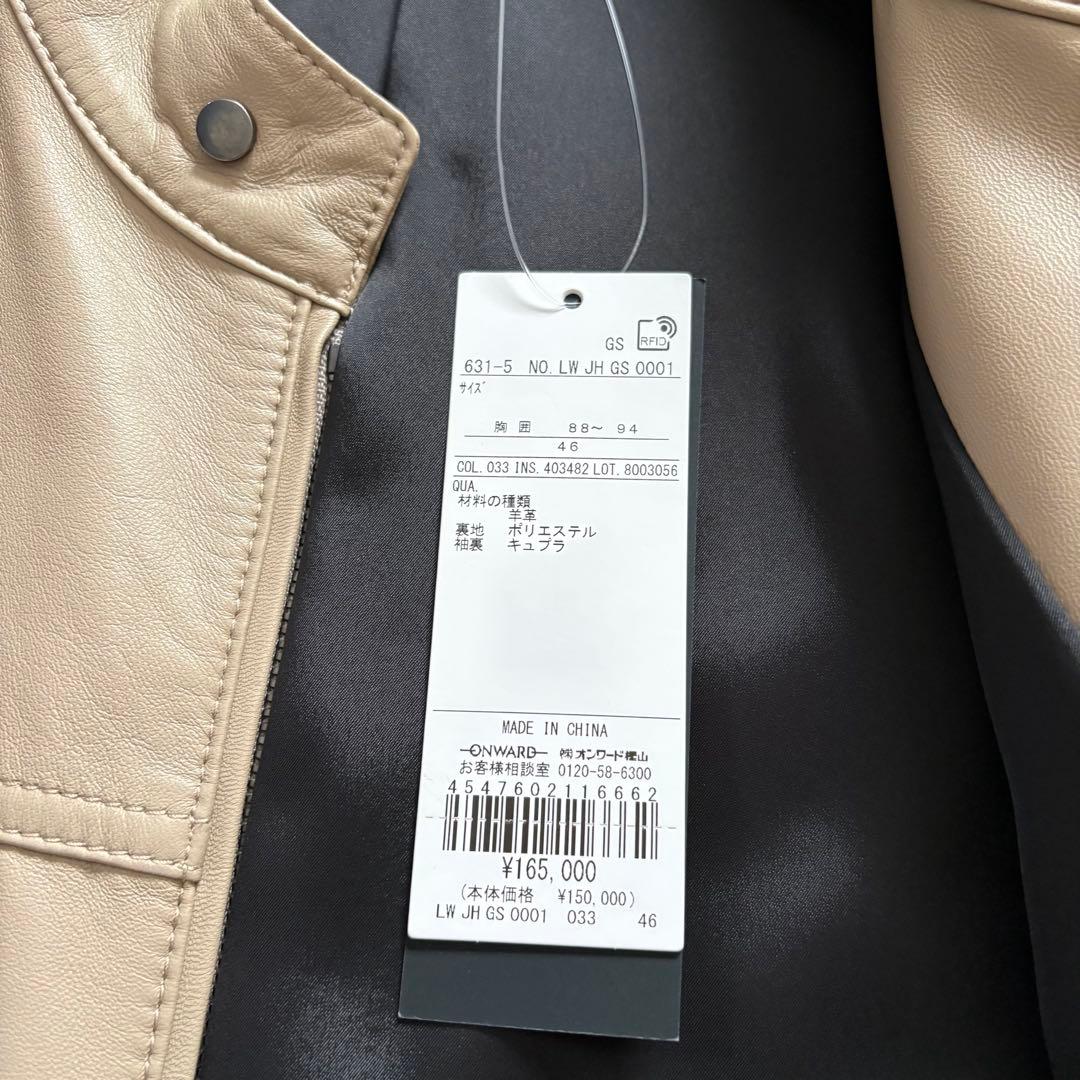 GS RFID
631-5 NO. LW JH GS 0001
サイズ
胸囲 88〜 94
46
COL. 033 INS. 403482 LOT. 8003056
QUA.
材料の種類
羊革
裏地 ポリエステル
袖裏 キュプラ
MADE IN CHINA
ONWARD ㈱オンワード樫山
お客様相談室 0120-58-6300
4547602116662
¥165,000
(本体価格 ¥150,000)
LW JH GS 0001 033 46